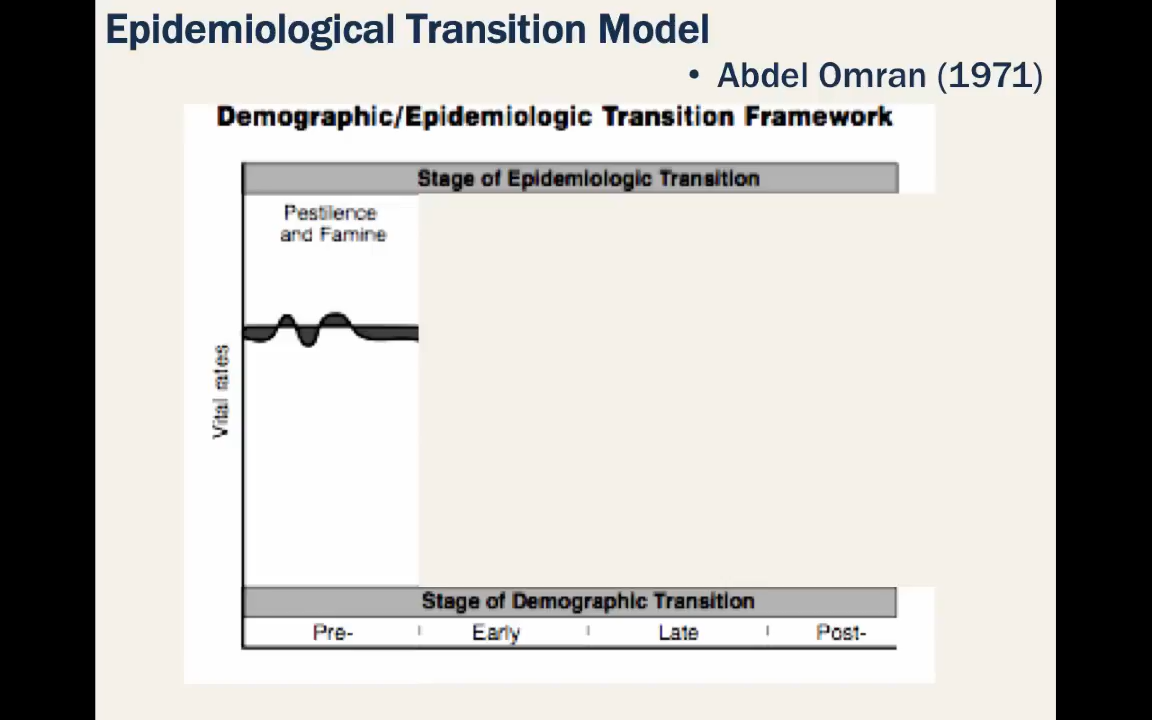 Epidemiological Transition Model
• Abdel Omran (1971)
Demographic/Epidemiologic Transition Framework
Stage of Epidemiologic Transition
Pestilence
and Famine
Vital rates
Stage of Demographic Transition
Pre- Early Late Post-